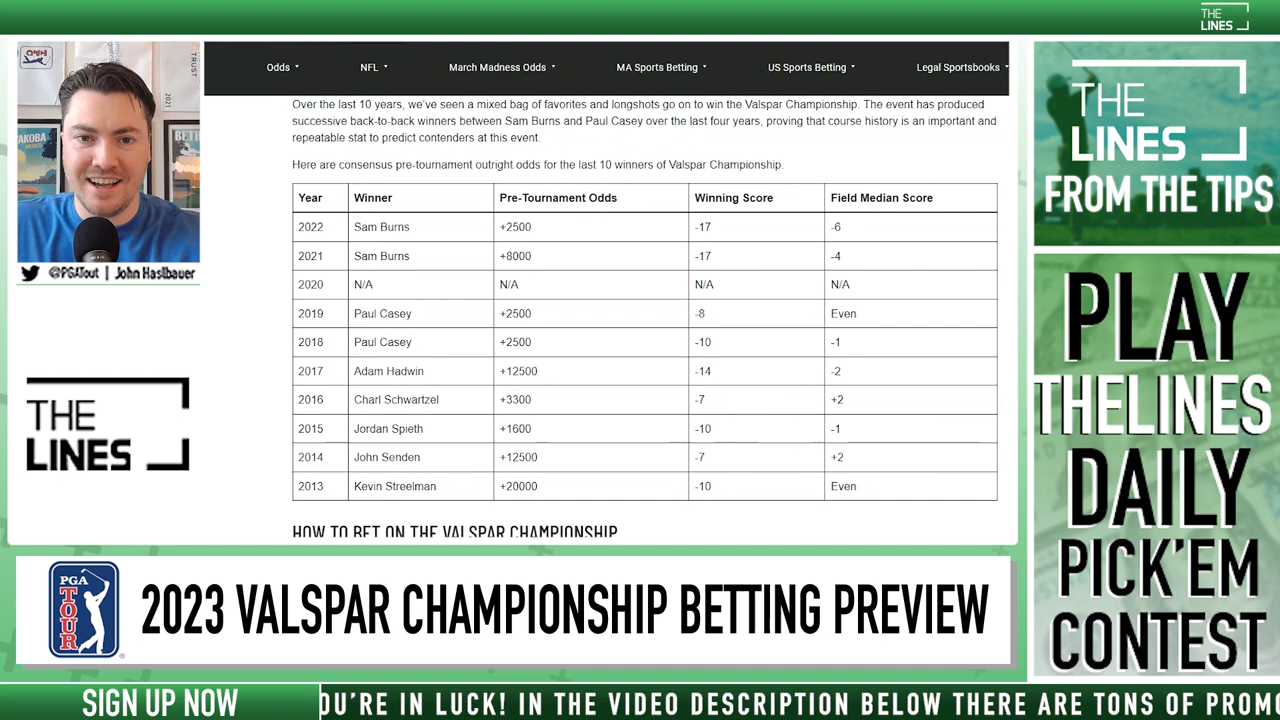 THE
LINES
TRUST
2021
Odds
NFL
March Madness Odds
MA Sports Betting
US Sports Betting
Legal Sportsbooks
Over the last 10 years, we've seen a mixed bag of favorites and longshots go on to win the Valspar Championship. The event has produced
successive back-to-back winners between Sam Burns and Paul Casey over the last four years, proving that course history is an important and
repeatable stat to predict contenders at this event.
Here are consensus pre-tournament outright odds for the last 10 winners of Valspar Championship.
Year Winner Pre-Tournament Odds Winning Score Field Median Score
2022 Sam Burns +2500 -17 -6
2021 Sam Burns +8000 -17 -4
2020 N/A N/A N/A N/A
2019 Paul Casey +2500 -8 Even
2018 Paul Casey +2500 -10 -1
2017 Adam Hadwin +12500 -14 -2
2016 Charl Schwartzel +3300 -7 +2
2015 Jordan Spieth +1600 -10 -1
2014 John Senden +12500 -7 +2
2013 Kevin Streelman +20000 -10 Even
HOW TO BET ON THE VALSPAR CHAMPIONSHIP
@PGATout | John Haslbauer
THE
LINES
THE
LINES
FROM THE TIPS
PLAY
THELINES
DAILY
PICK'EM
CONTEST
PGA
TOUR
2023 VALSPAR CHAMPIONSHIP BETTING PREVIEW
SIGN UP NOW
OU'RE IN LUCK! IN THE VIDEO DESCRIPTION BELOW THERE ARE TONS OF PROMO